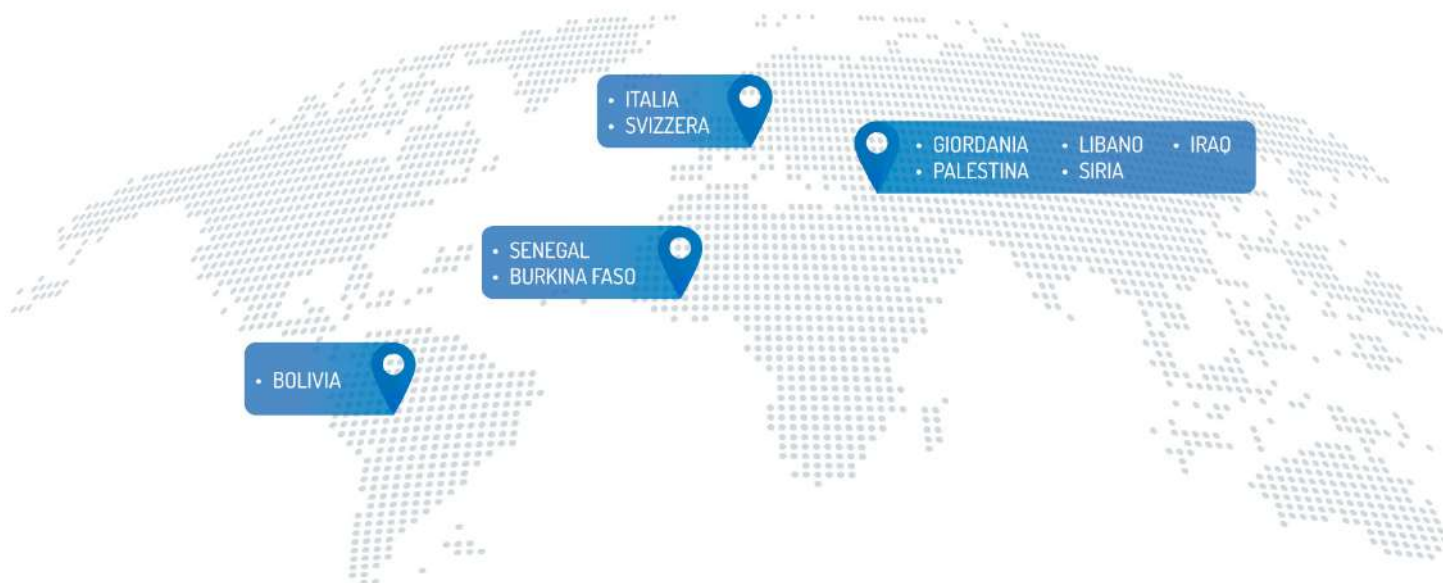 • ITALIA
• SVIZZERA
• GIORDANIA • LIBANO • IRAQ
• PALESTINA • SIRIA
• SENEGAL
• BURKINA FASO
• BOLIVIA